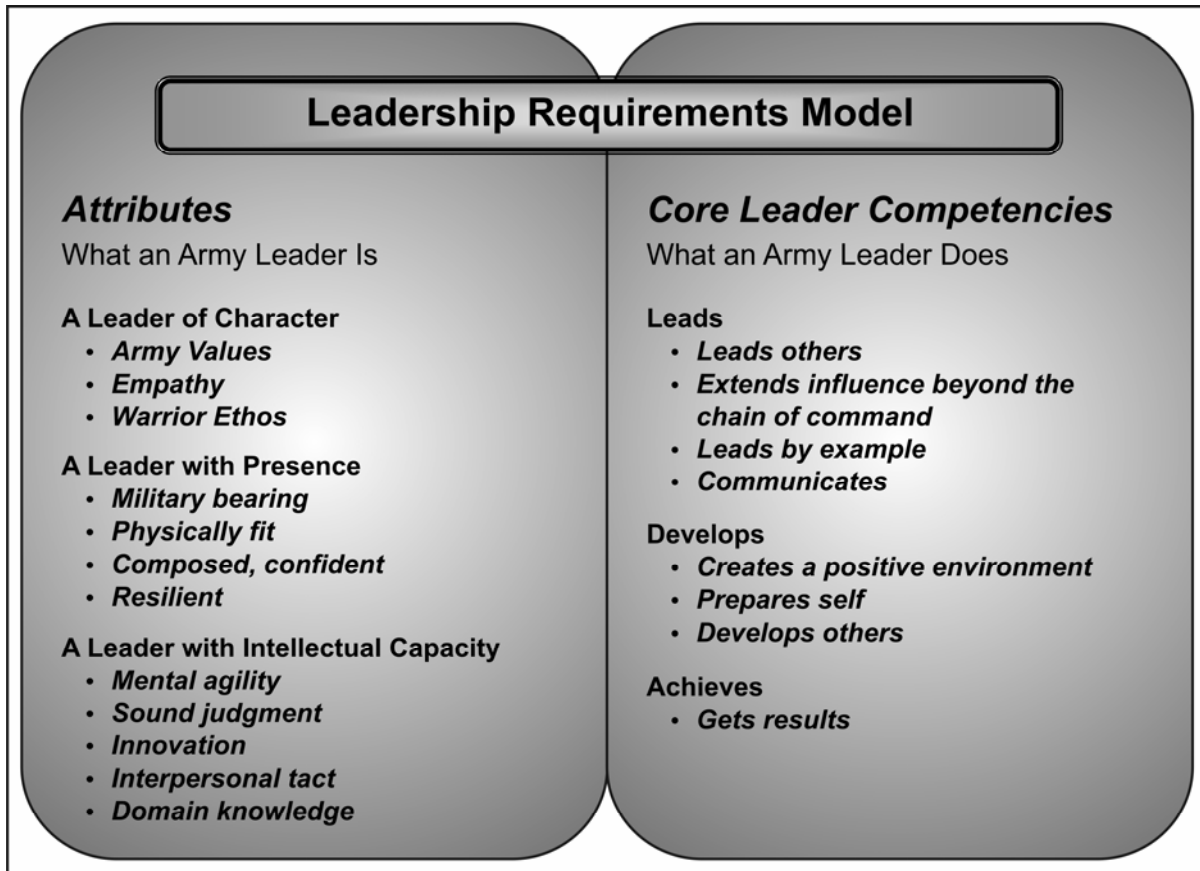 Leadership Requirements Model
Attributes
What an Army Leader Is
A Leader of Character
• Army Values
• Empathy
• Warrior Ethos
A Leader with Presence
• Military bearing
• Physically fit
• Composed, confident
• Resilient
A Leader with Intellectual Capacity
• Mental agility
• Sound judgment
• Innovation
• Interpersonal tact
• Domain knowledge
Core Leader Competencies
What an Army Leader Does
Leads
• Leads others
• Extends influence beyond the
chain of command
• Leads by example
• Communicates
Develops
• Creates a positive environment
• Prepares self
• Develops others
Achieves
• Gets results